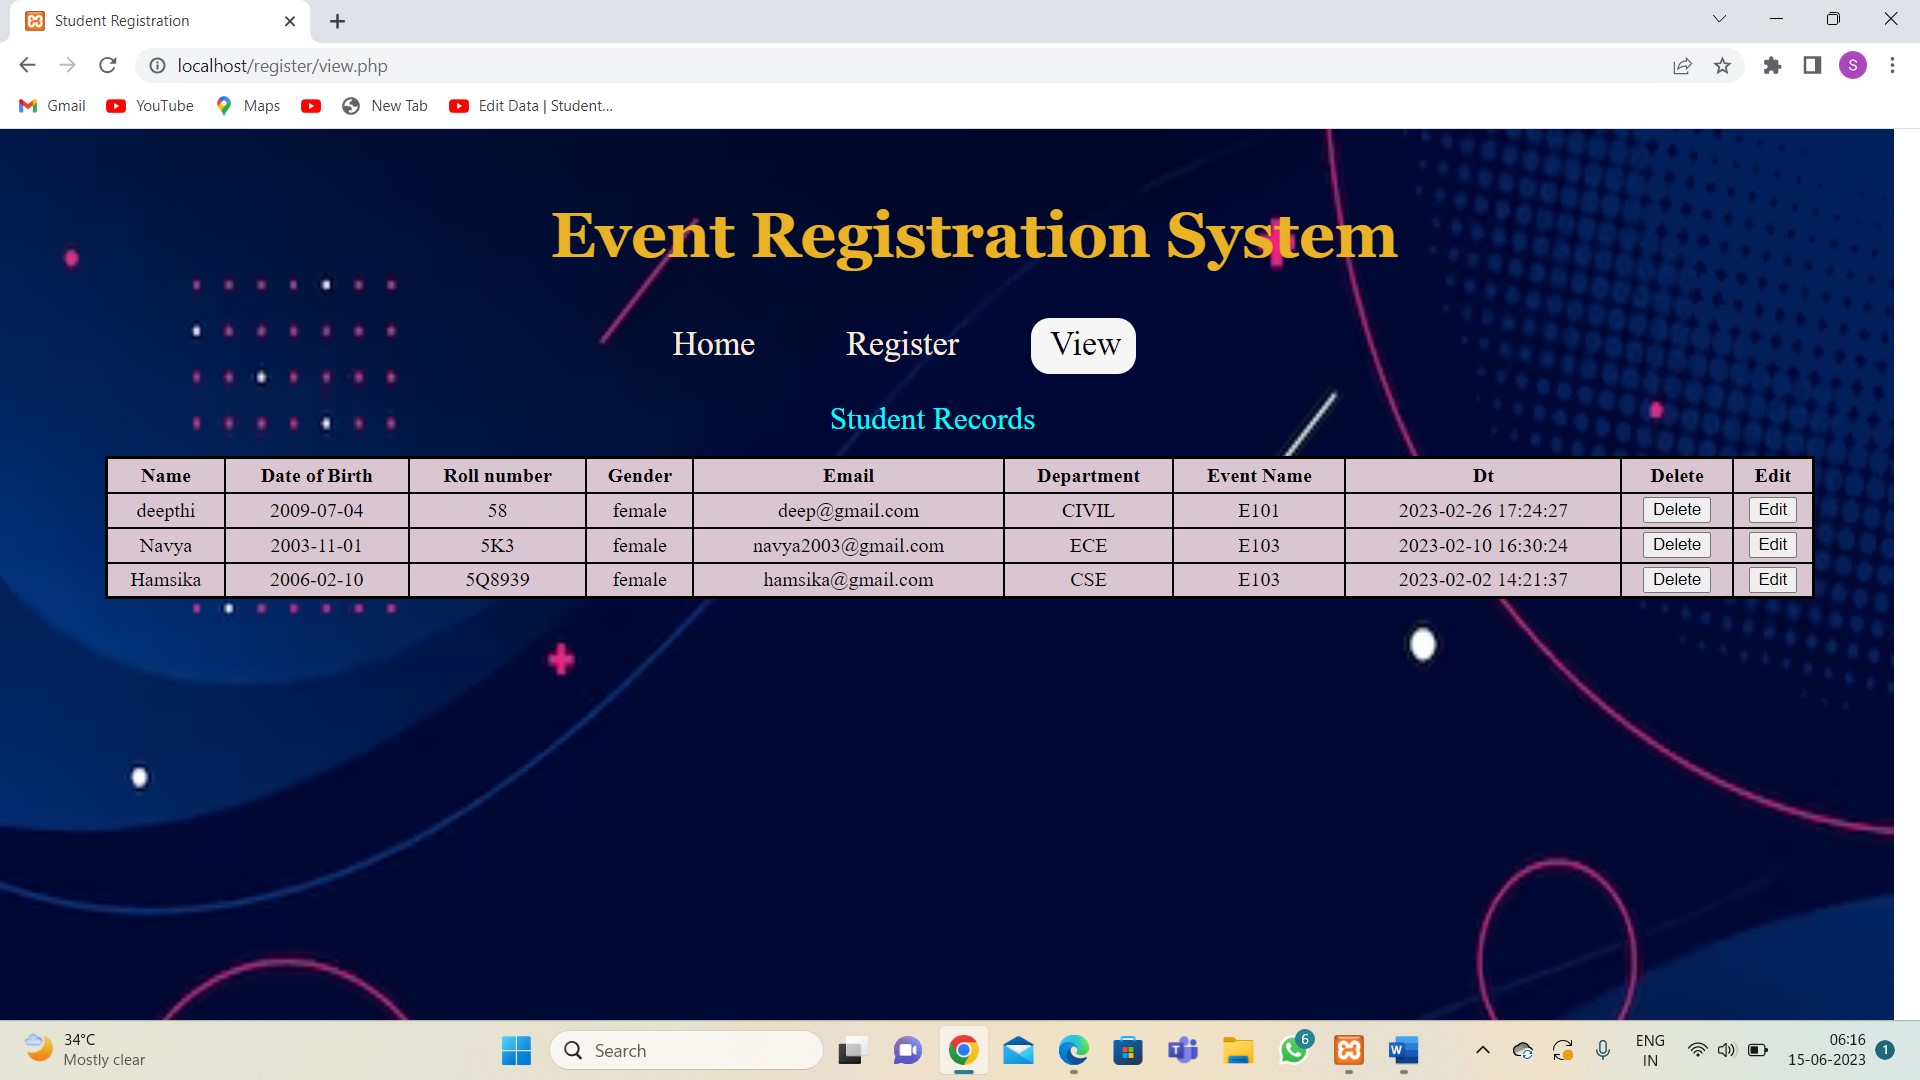 Student Registration
localhost/register/view.php
S
Gmail YouTube Maps New Tab Edit Data | Student...
Event Registration System
Home Register View
Student Records
Name Date of Birth Roll number Gender Email Department Event Name Dt Delete Edit
deepthi 2009-07-04 58 female deep@gmail.com CIVIL E101 2023-02-26 17:24:27 Delete Edit
Navya 2003-11-01 5K3 female navya2003@gmail.com ECE E103 2023-02-10 16:30:24 Delete Edit
Hamsika 2006-02-10 5Q8939 female hamsika@gmail.com CSE E103 2023-02-02 14:21:37 Delete Edit
34°C
Mostly clear
Search
6
ENG
IN
06:16
15-06-2023
1